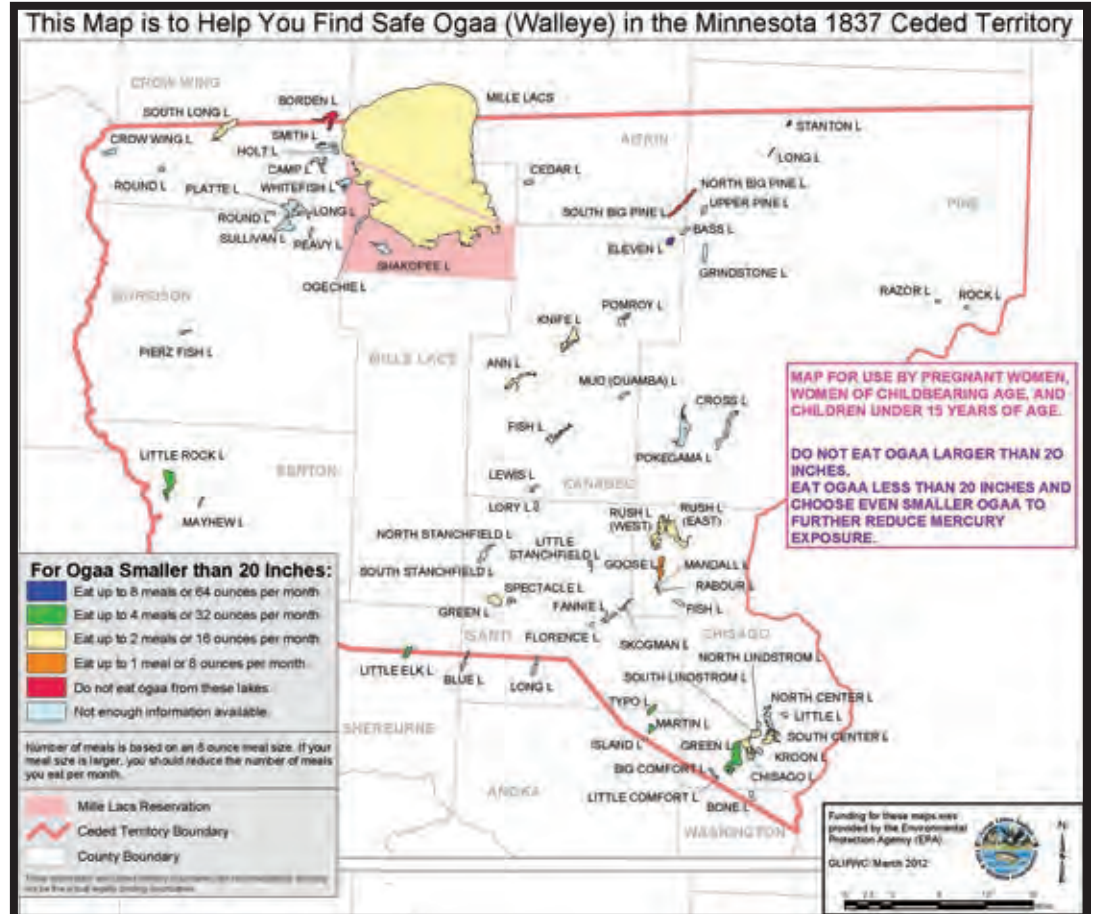 This Map is to Help You Find Safe Ogaa (Walleye) in the Minnesota 1837 Ceded Territory
CROW WING
SOUTH LONG L
BORDEN L
MILLE LACS
CROW WING L
SMITH L
HOLT L
CAMP L
ROUND L
PLATTE L
WHITEFISH L
ROUND L
LONG L
SULLIVAN L
PEAVY L
SHAKOPEE L
OGECHIE L
AITKIN
STANTON L
LONG L
CEDAR L
NORTH BIG PINE L
SOUTH BIG PINE L
UPPER PINE L
PINE
BASS L
ELEVEN L
GRINDSTONE L
RAZOR L
ROCK L
PIERZ FISH L
MILLE LACS
POMROY L
KNIFE L
ANN L
MUD (QUAMBA) L
CROSS L
FISH L
POKEGAMA L
MAP FOR USE BY PREGNANT WOMEN,
WOMEN OF CHILDBEARING AGE, AND
CHILDREN UNDER 15 YEARS OF AGE.
DO NOT EAT OGAA LARGER THAN 20
INCHES.
EAT OGAA LESS THAN 20 INCHES AND
CHOOSE EVEN SMALLER OGAA TO
FURTHER REDUCE MERCURY
EXPOSURE.
LITTLE ROCK L
BENTON
MAYHEW L
LEWIS L
KANABEC
LORY L
RUSH L
(WEST)
RUSH L
(EAST)
NORTH STANCHFIELD L
LITTLE
STANCHFIELD L
SOUTH STANCHFIELD L
GOOSE L
MANDALL L
RABOUR L
SPECTACLE L
GREEN L
FANNIE L
FISH L
FLORENCE L
SKOGMAN L
CHISAGO
NORTH LINDSTROM L
SOUTH LINDSTROM L
LITTLE ELK L
BLUE L
LONG L
TYPO L
NORTH CENTER L
LITTLE L
MARTIN L
SOUTH CENTER L
ISLAND L
GREEN L
KROON L
BIG COMFORT L
CHISAGO L
LITTLE COMFORT L
BONE L
SHERBURNE
ANOKA
WASHINGTON
For Ogaa Smaller than 20 Inches:
Eat up to 8 meals or 64 ounces per month
Eat up to 4 meals or 32 ounces per month
Eat up to 2 meals or 16 ounces per month
Eat up to 1 meal or 8 ounces per month
Do not eat ogaa from these lakes.
Not enough information available.
Number of meals is based on an 8 ounce meal size. If your
meal size is larger, you should reduce the number of meals
you eat per month.
Mille Lacs Reservation
Ceded Territory Boundary
County Boundary
Funding for these maps was
provided by the Environmental
Protection Agency (EPA).
GLIFWC March 2012
N